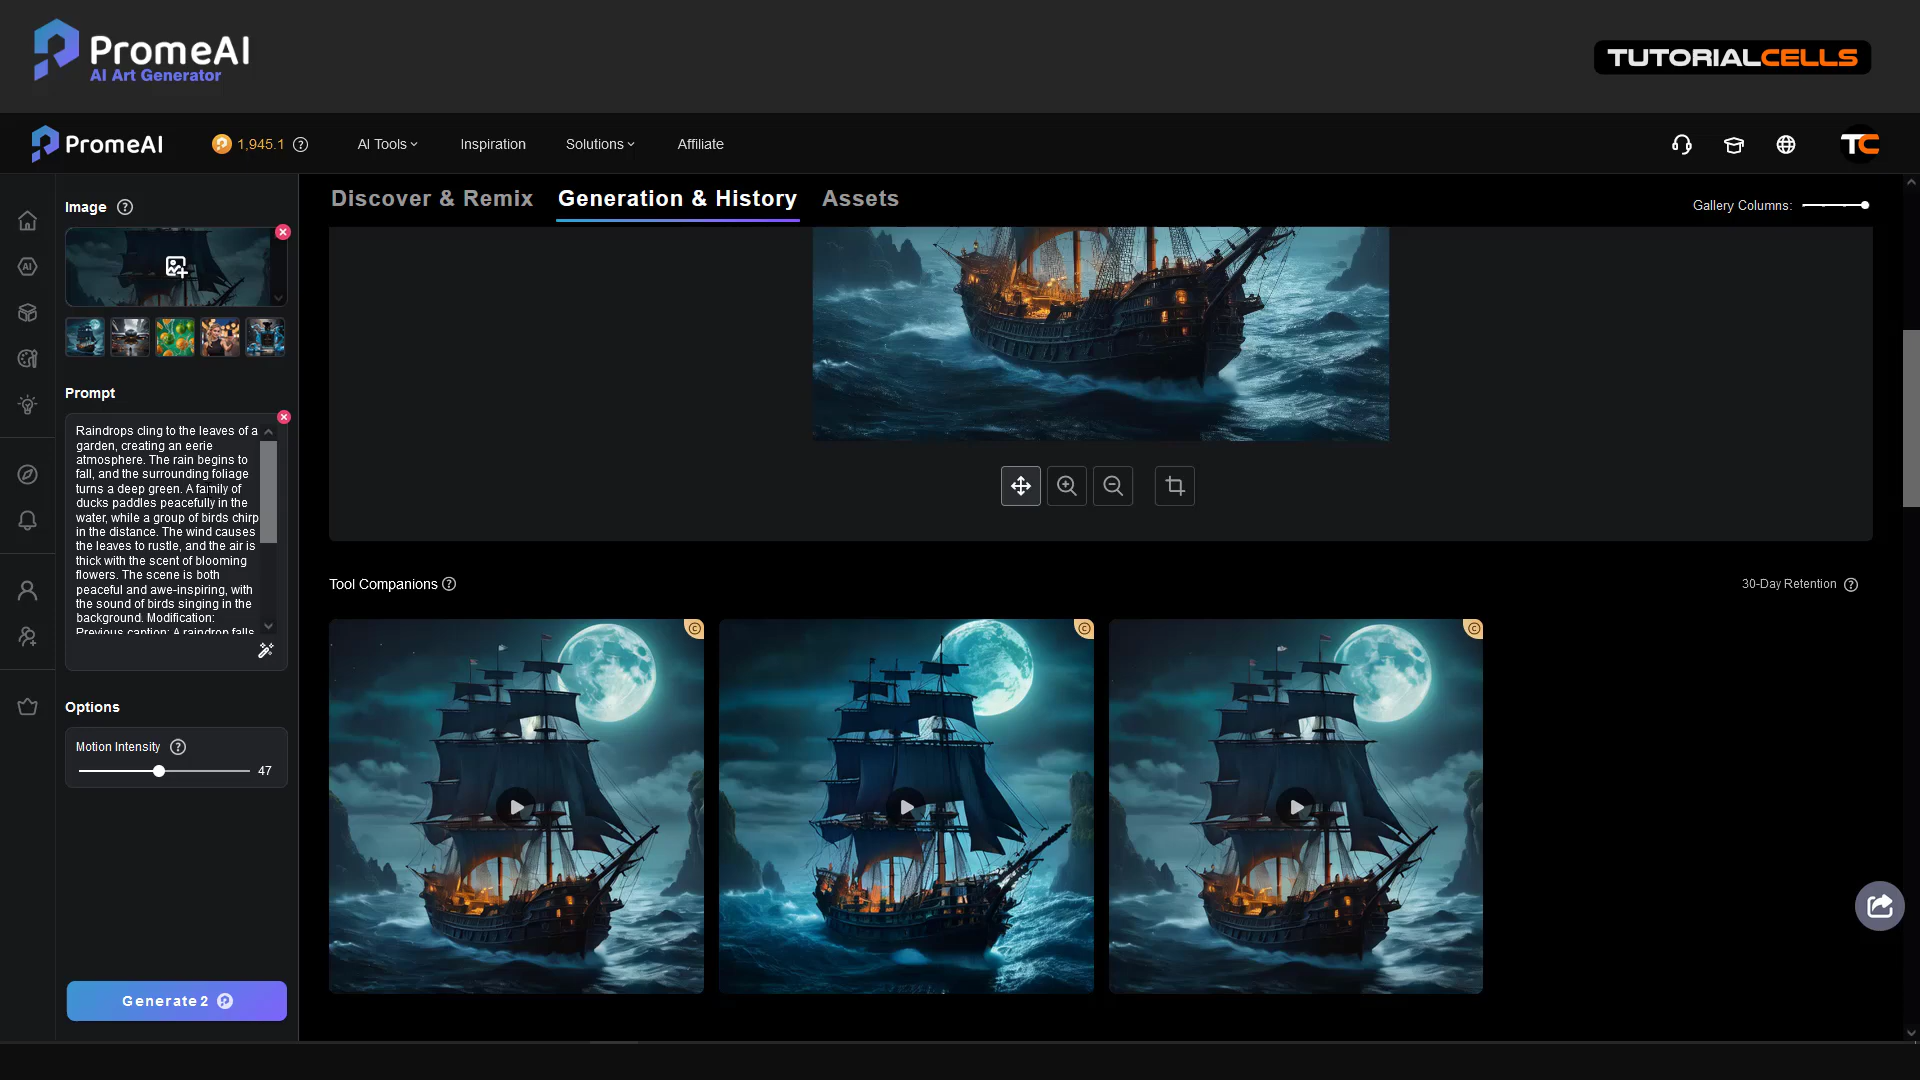 PromeAI
AI Art Generator
TUTORIALCELLS
PromeAI
1,945.1
AI Tools
Inspiration
Solutions
Affiliate
TC
Image
Discover & Remix
Generation & History
Assets
Gallery Columns:
Prompt
Raindrops cling to the leaves of a
garden, creating an eerie
atmosphere. The rain begins to
fall, and the surrounding foliage
turns a deep green. A family of
ducks paddles peacefully in the
water, while a group of birds chirp
in the distance. The wind causes
the leaves to rustle, and the air is
thick with the scent of blooming
flowers. The scene is both
peaceful and awe-inspiring, with
the sound of birds singing in the
background. Modification:
Previous caption: A raindrop falls
Options
Motion Intensity
47
Generate 2
Tool Companions
30-Day Retention